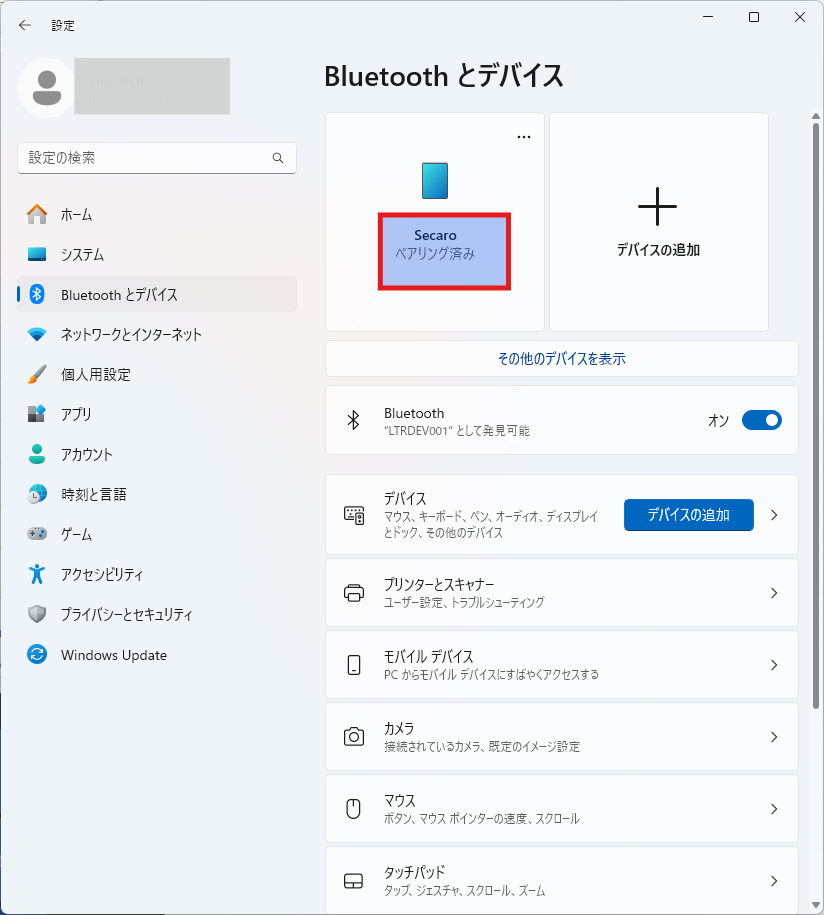 設定
設定の検索
ホーム
システム
Bluetooth とデバイス
ネットワークとインターネット
個人用設定
アプリ
アカウント
時刻と言語
ゲーム
アクセシビリティ
プライバシーとセキュリティ
Windows Update
Bluetooth とデバイス
Secaro
ペアリング済み
デバイスの追加
その他のデバイスを表示
Bluetooth
“LTRDEV001” として発見可能
オン
デバイス
マウス、キーボード、ペン、オーディオ、ディスプレイ
とドック、その他のデバイス
デバイスの追加
プリンターとスキャナー
ユーザー設定、トラブルシューティング
モバイル デバイス
PC からモバイル デバイスにすばやくアクセスする
カメラ
接続されているカメラ、既定のイメージ設定
マウス
ボタン、マウス ポインターの速度、スクロール
タッチパッド
タップ、ジェスチャ、スクロール、ズーム